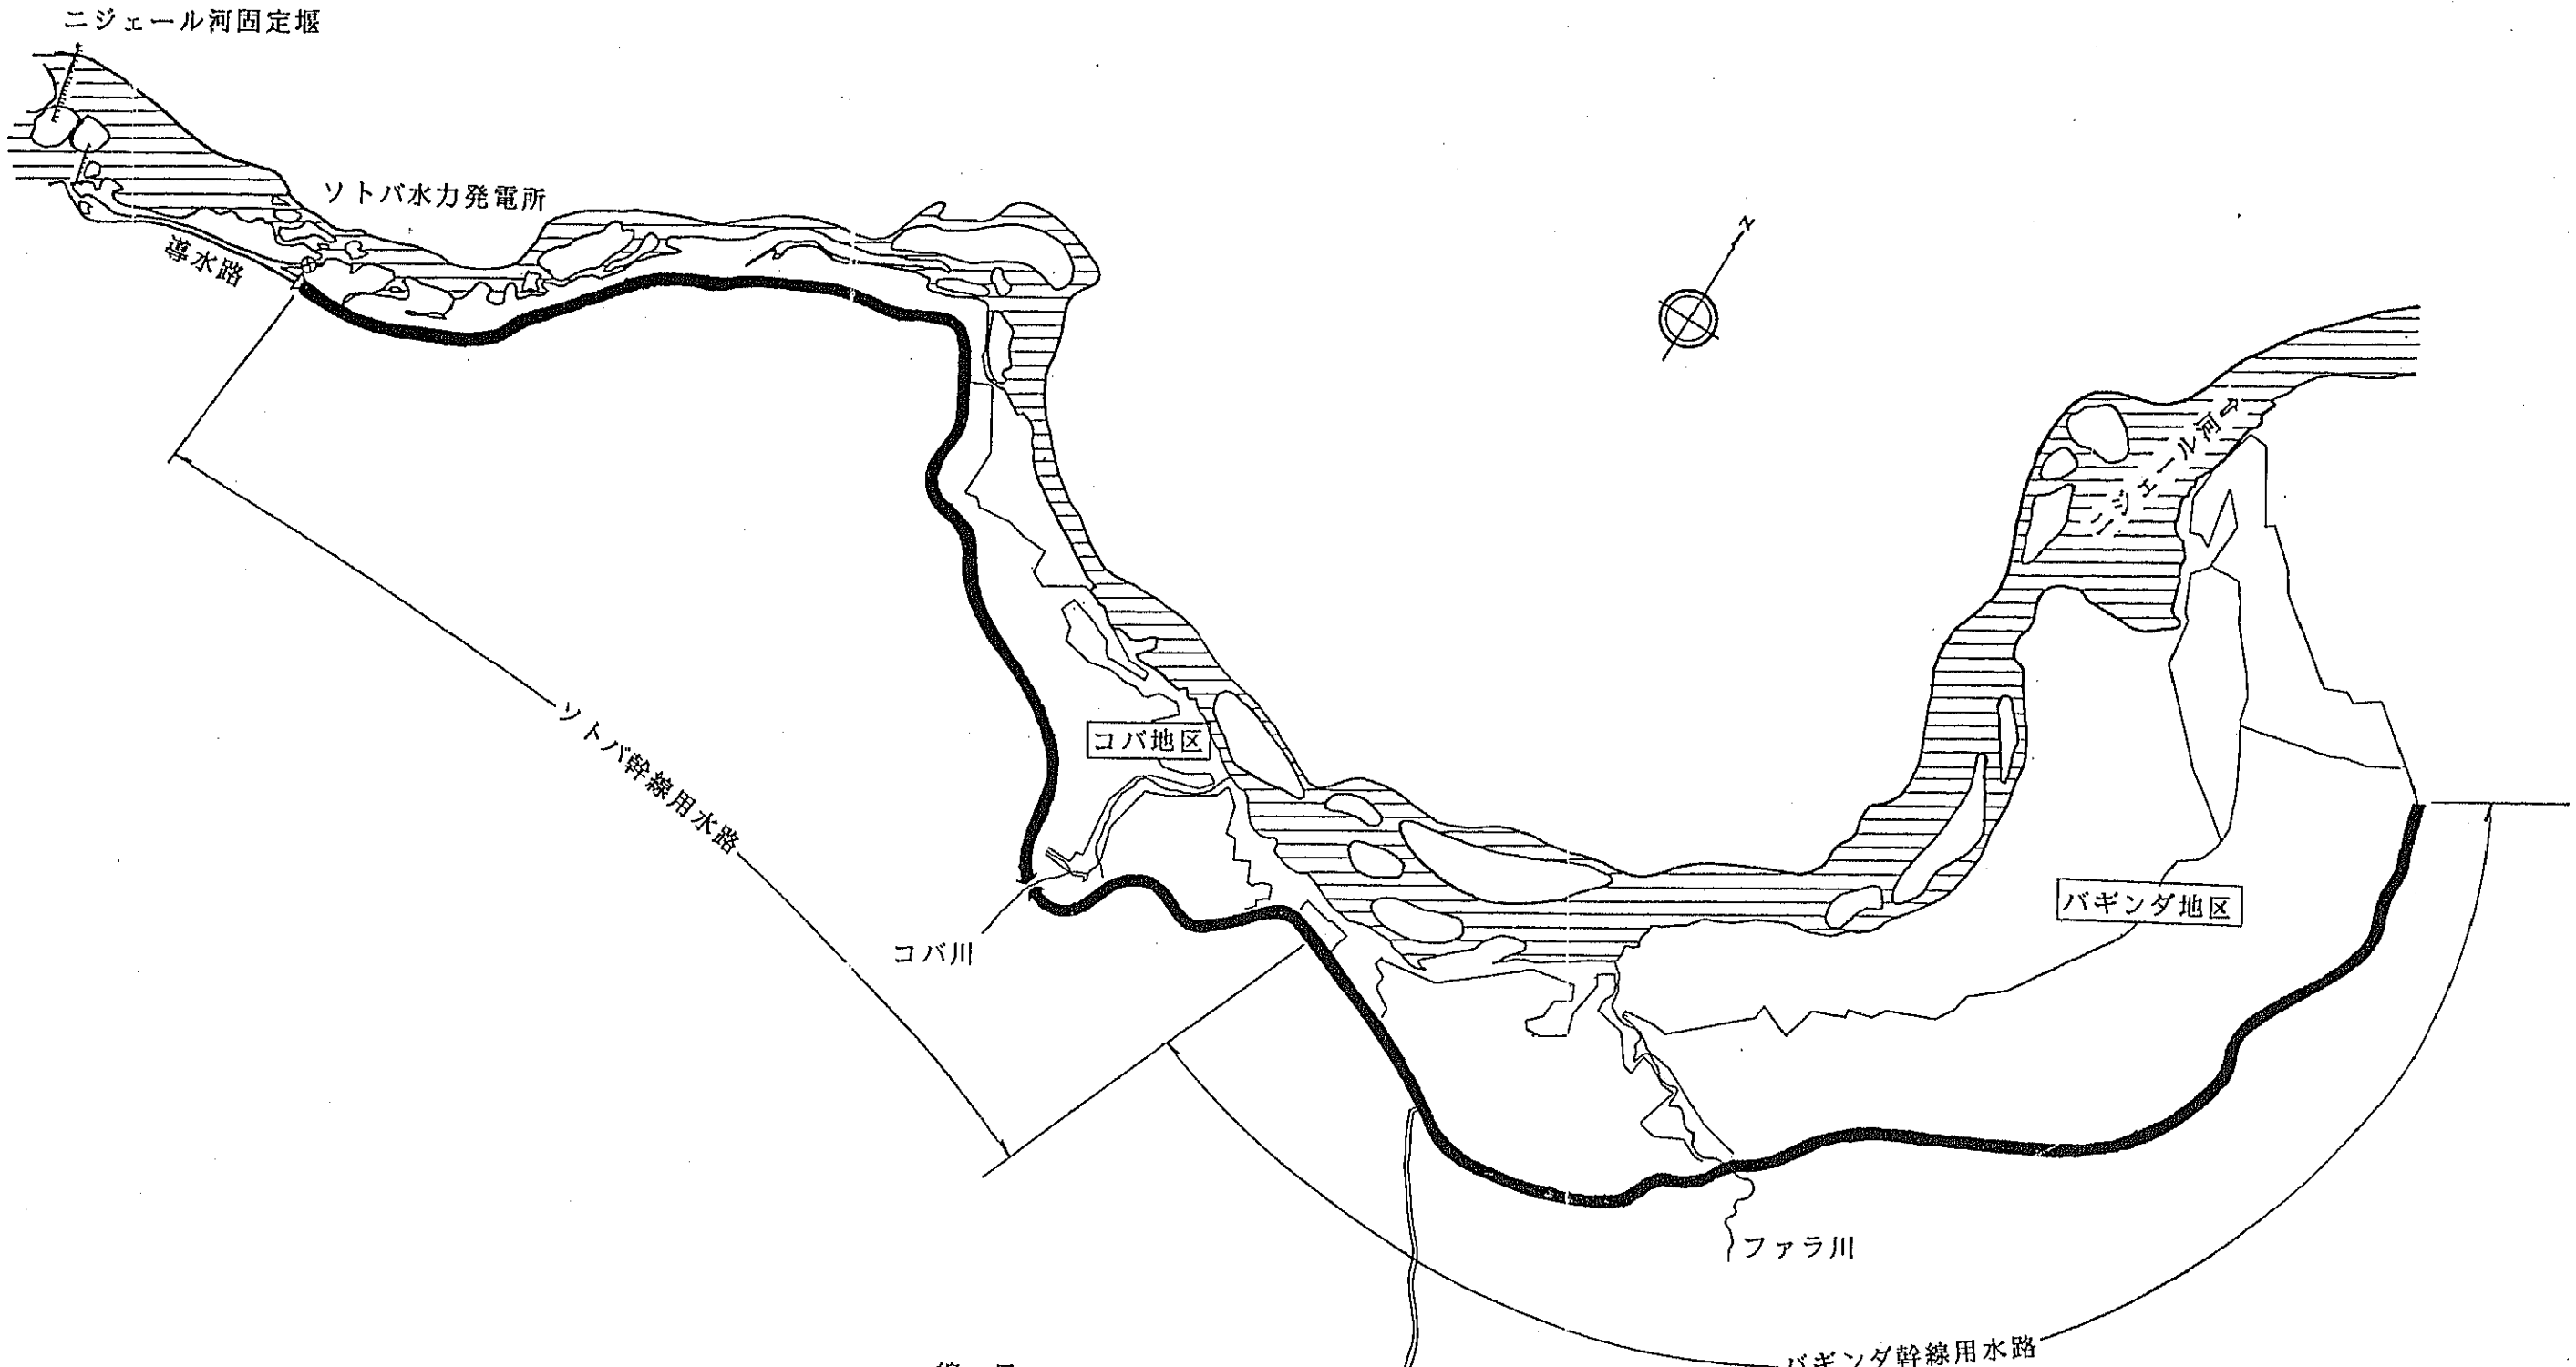 ニジェール河固定堰
ソトバ水力発電所
導水路
N
ニジェール河
ソトバ幹線用水路
コバ地区
バギンダ地区
コバ川
ファラ川
バギンダ幹線用水路